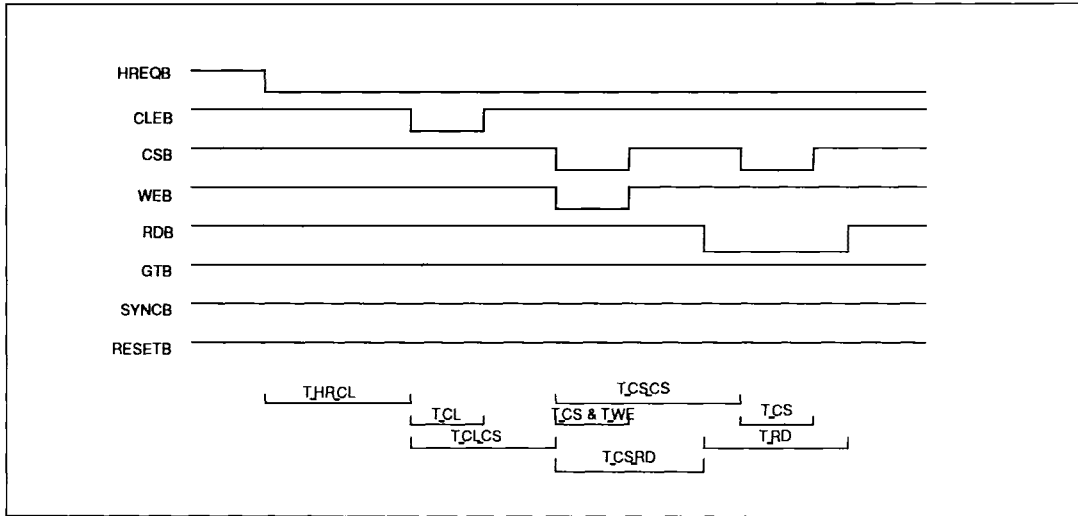 HREQB
CLEB
CSB
WEB
RDB
GTB
SYNCB
RESETB
T_HR_CL
T_CS_CS
T_CL
T_CS & T_WE
T_CS
T_CL_CS
T_RD
T_CS_RD